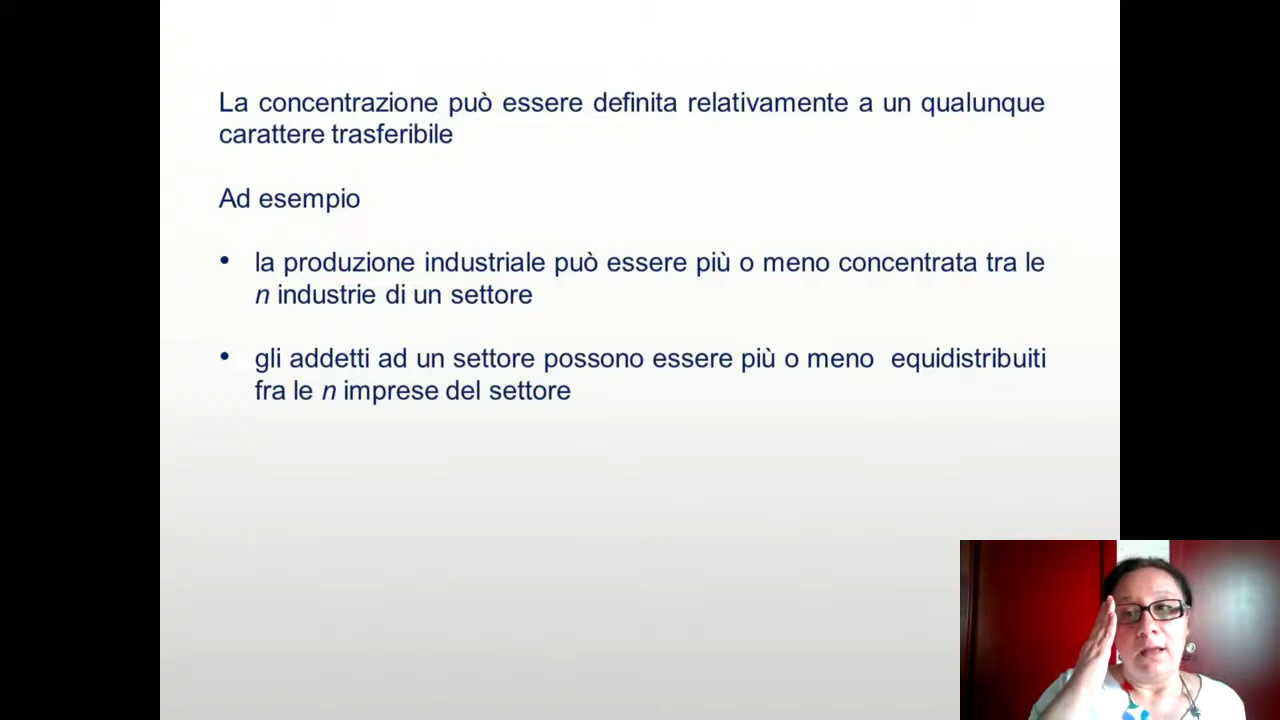 La concentrazione può essere definita relativamente a un qualunque
carattere trasferibile
Ad esempio
• la produzione industriale può essere più o meno concentrata tra le
n industrie di un settore
• gli addetti ad un settore possono essere più o meno equidistribuiti
fra le n imprese del settore